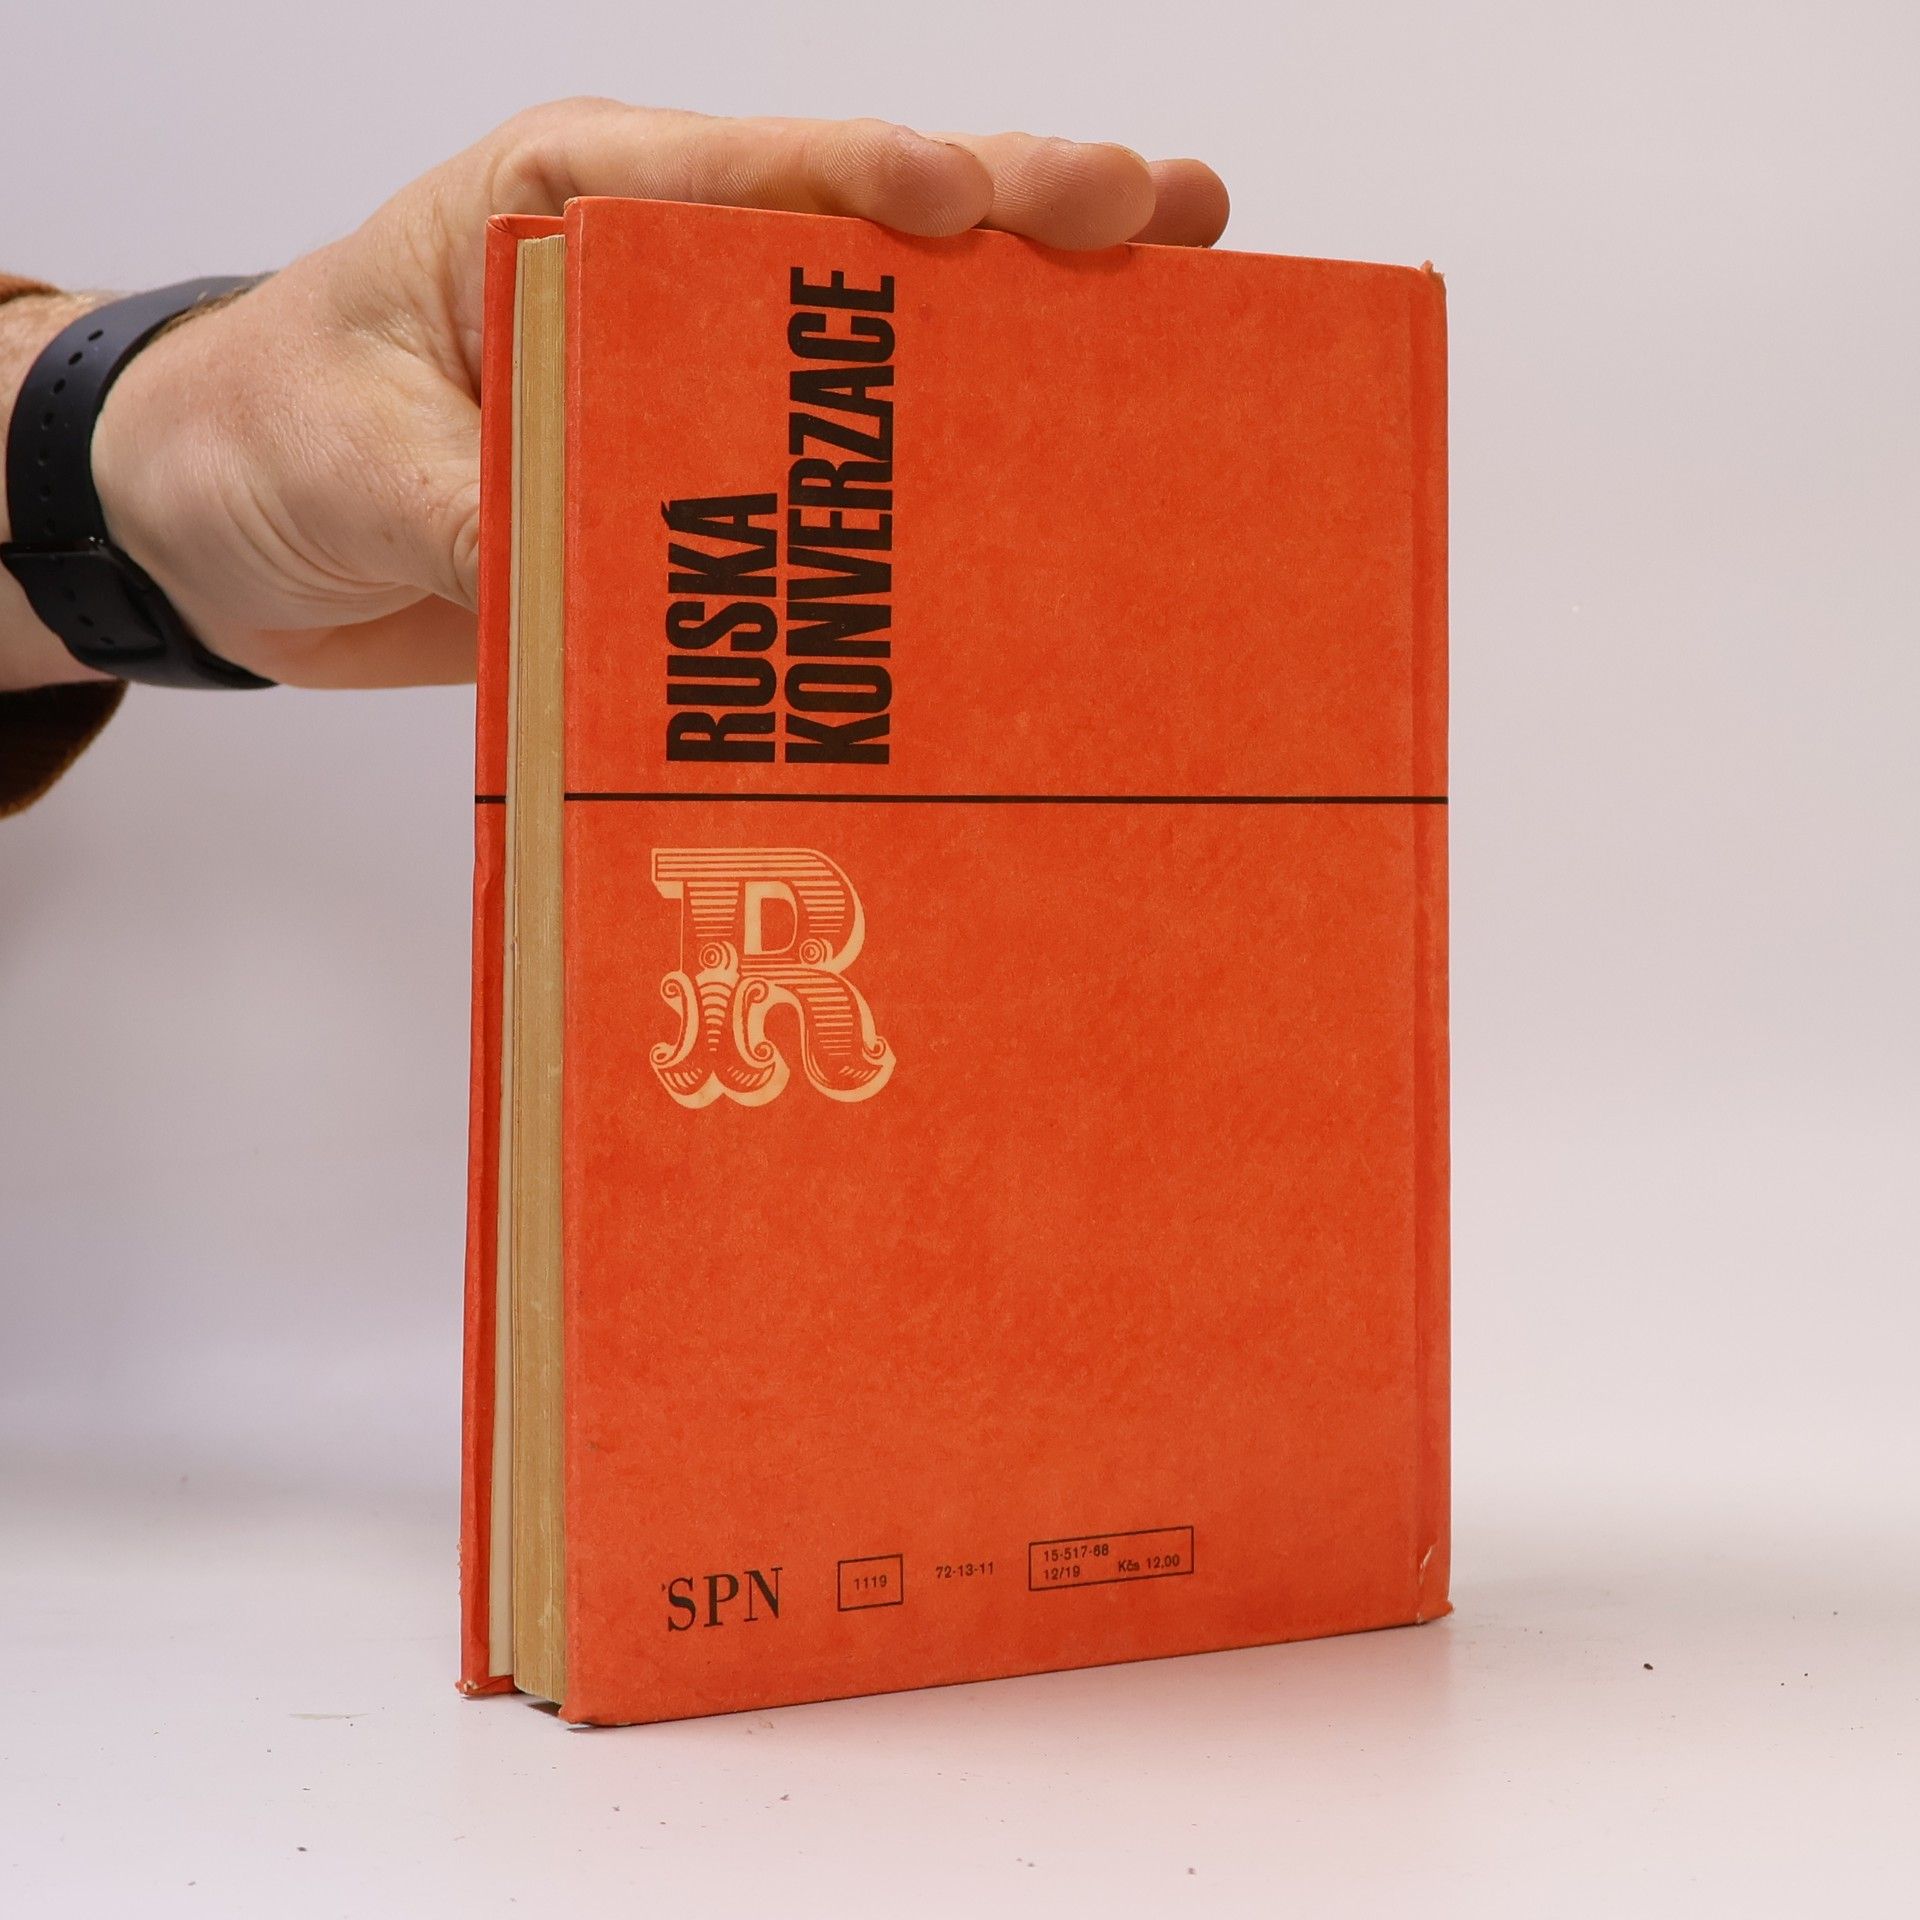 RUSKÁ
KONVERZACE
R
SPN
1119
72-13-11
15-517-68
12/19 Kčs 12,00